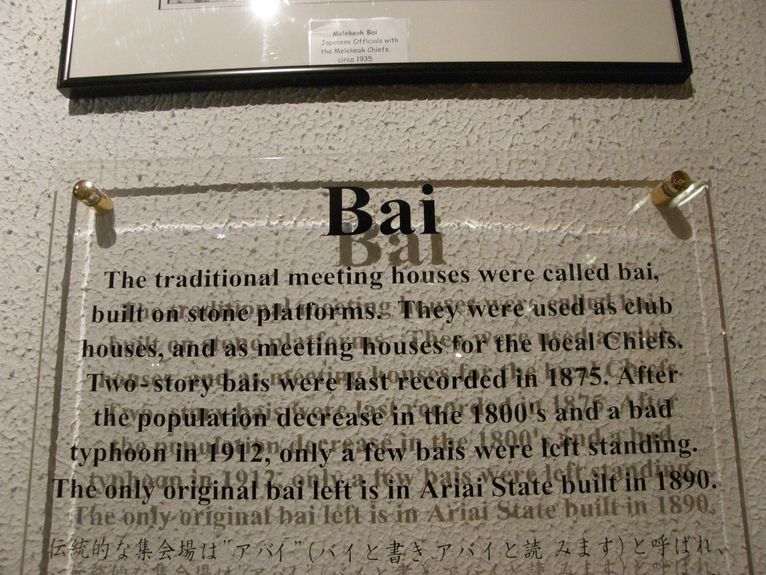 Melekeok Bai
Japanese Officials with
the Melekeok Chiefs.
circa 1935
Bai
The traditional meeting houses were called bai,
built on stone platforms. They were used as club
houses, and as meeting houses for the local Chiefs.
Two-story bais were last recorded in 1875. After
the population decrease in the 1800's and a bad
typhoon in 1912, only a few bais were left standing.
The only original bai left is in Ariai State built in 1890.
伝統的な集会場は"アバイ"(バイと書き アバイと読 みます)と呼ばれ、